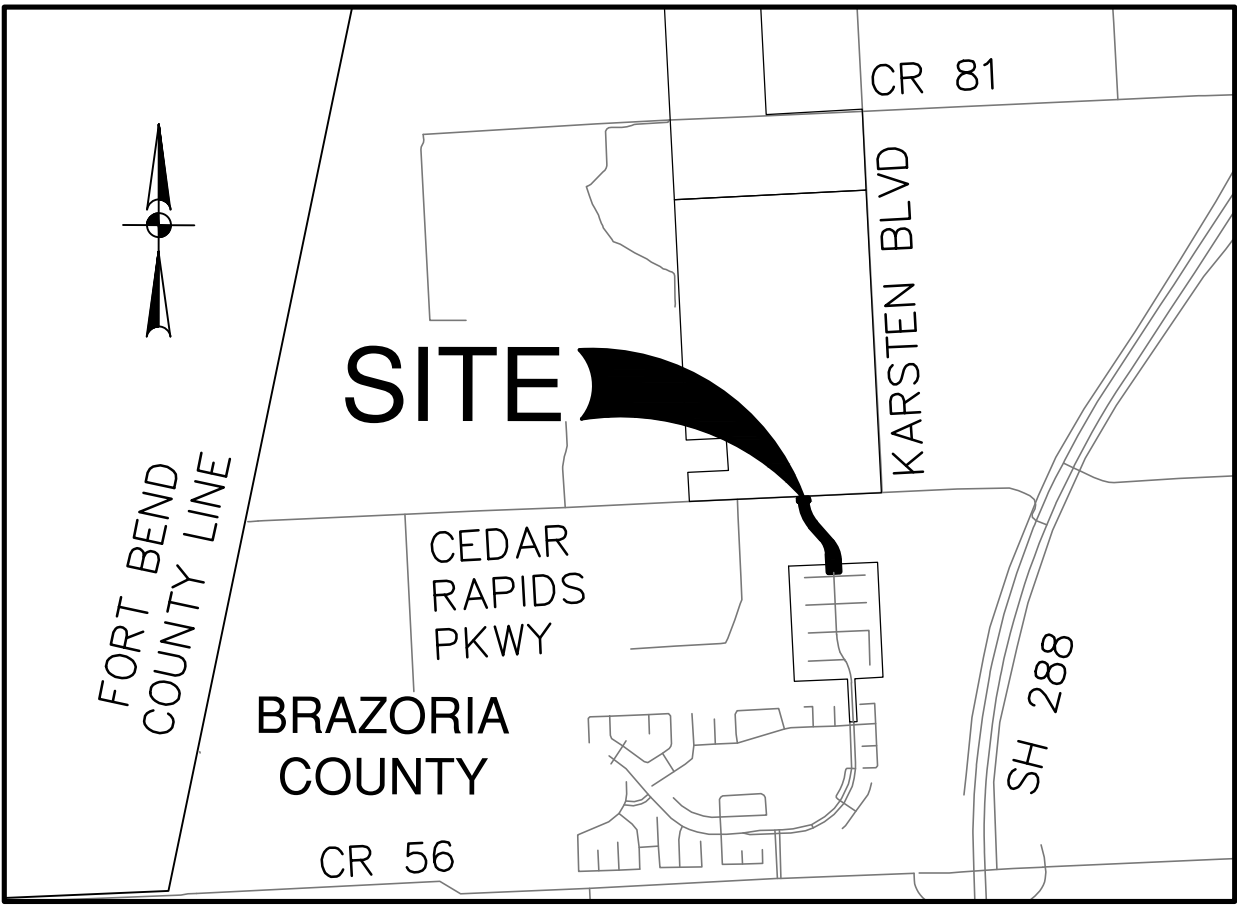 CR 81
KARSTEN BLVD
SITE
FORT BEND
COUNTY LINE
CEDAR
RAPIDS
PKWY
BRAZORIA
COUNTY
SH 288
CR 56